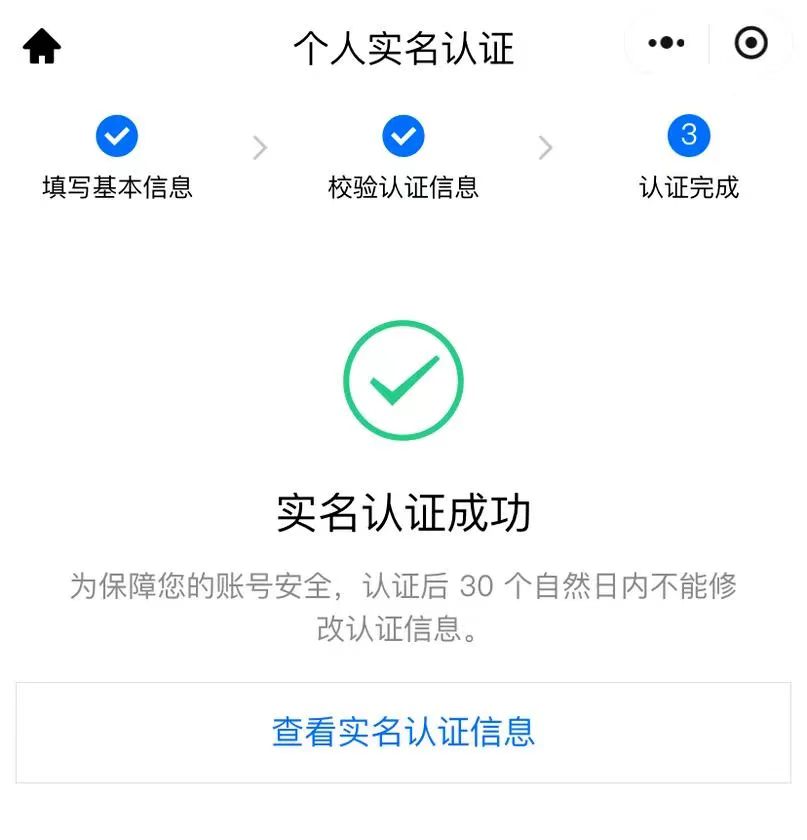 个人实名认证
3
填写基本信息
校验认证信息
认证完成
实名认证成功
为保障您的账号安全，认证后 30 个自然日内不能修
改认证信息。
查看实名认证信息